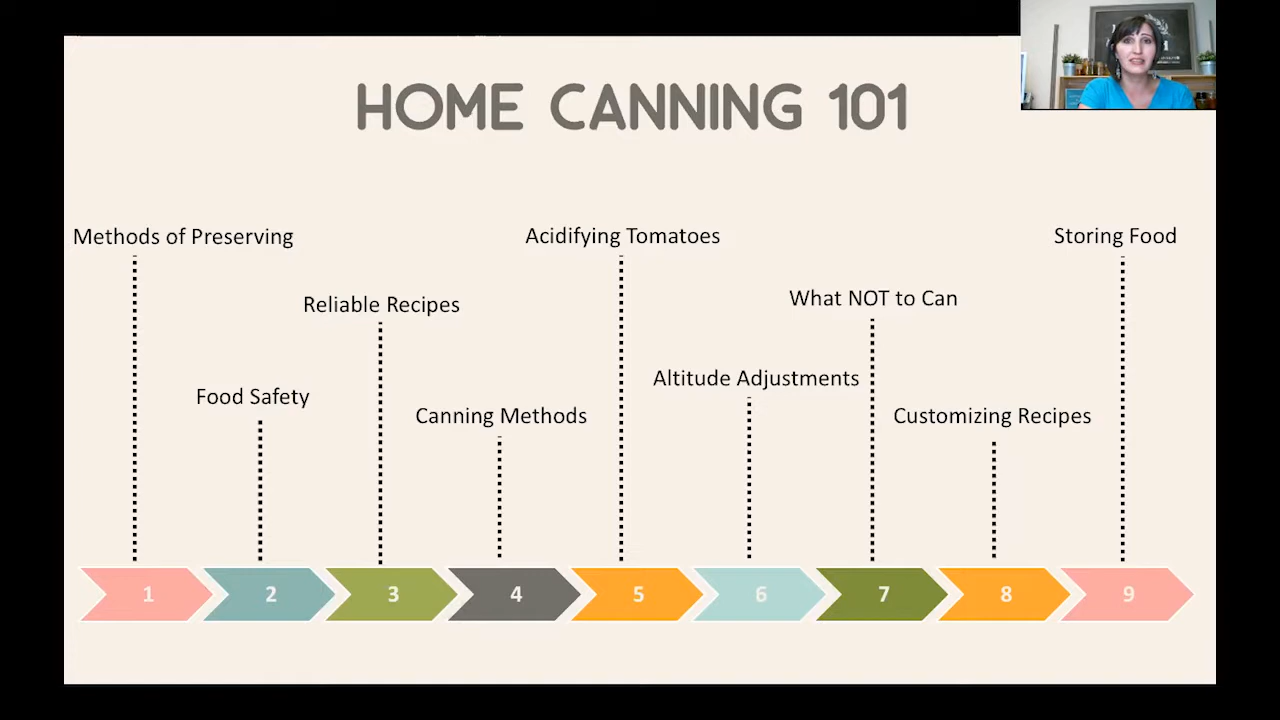 HOME CANNING 101
Methods of Preserving
Food Safety
Reliable Recipes
Canning Methods
Acidifying Tomatoes
Altitude Adjustments
What NOT to Can
Customizing Recipes
Storing Food
1
2
3
4
5
6
7
8
9